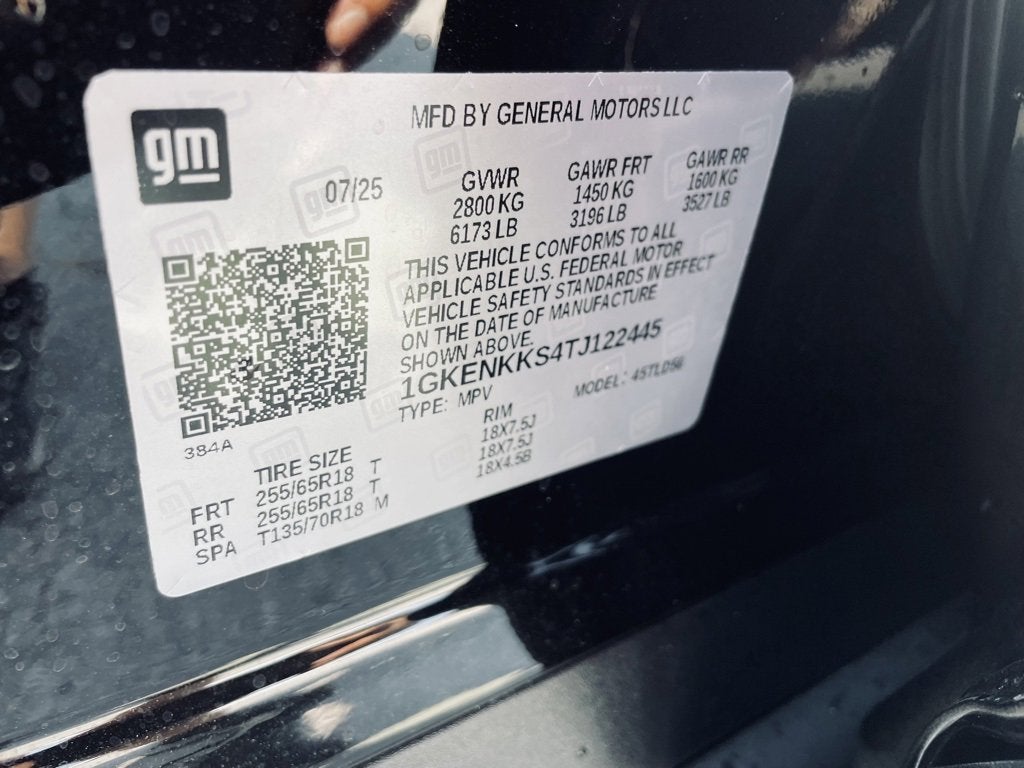 gm
MFD BY GENERAL MOTORS LLC
07/25
GVWR GAWR FRT GAWR RR
2800 KG 1450 KG 1600 KG
6173 LB 3196 LB 3527 LB
THIS VEHICLE CONFORMS TO ALL
APPLICABLE U.S. FEDERAL MOTOR
VEHICLE SAFETY STANDARDS IN EFFECT
ON THE DATE OF MANUFACTURE
SHOWN ABOVE.
1GKENKKS4TJ122445
TYPE: MPV MODEL: 4STLD56
384A
TIRE SIZE RIM
FRT 255/65R18 T 18X7.5J
RR 255/65R18 T 18X7.5J
SPA T135/70R18 M 18X4.5B